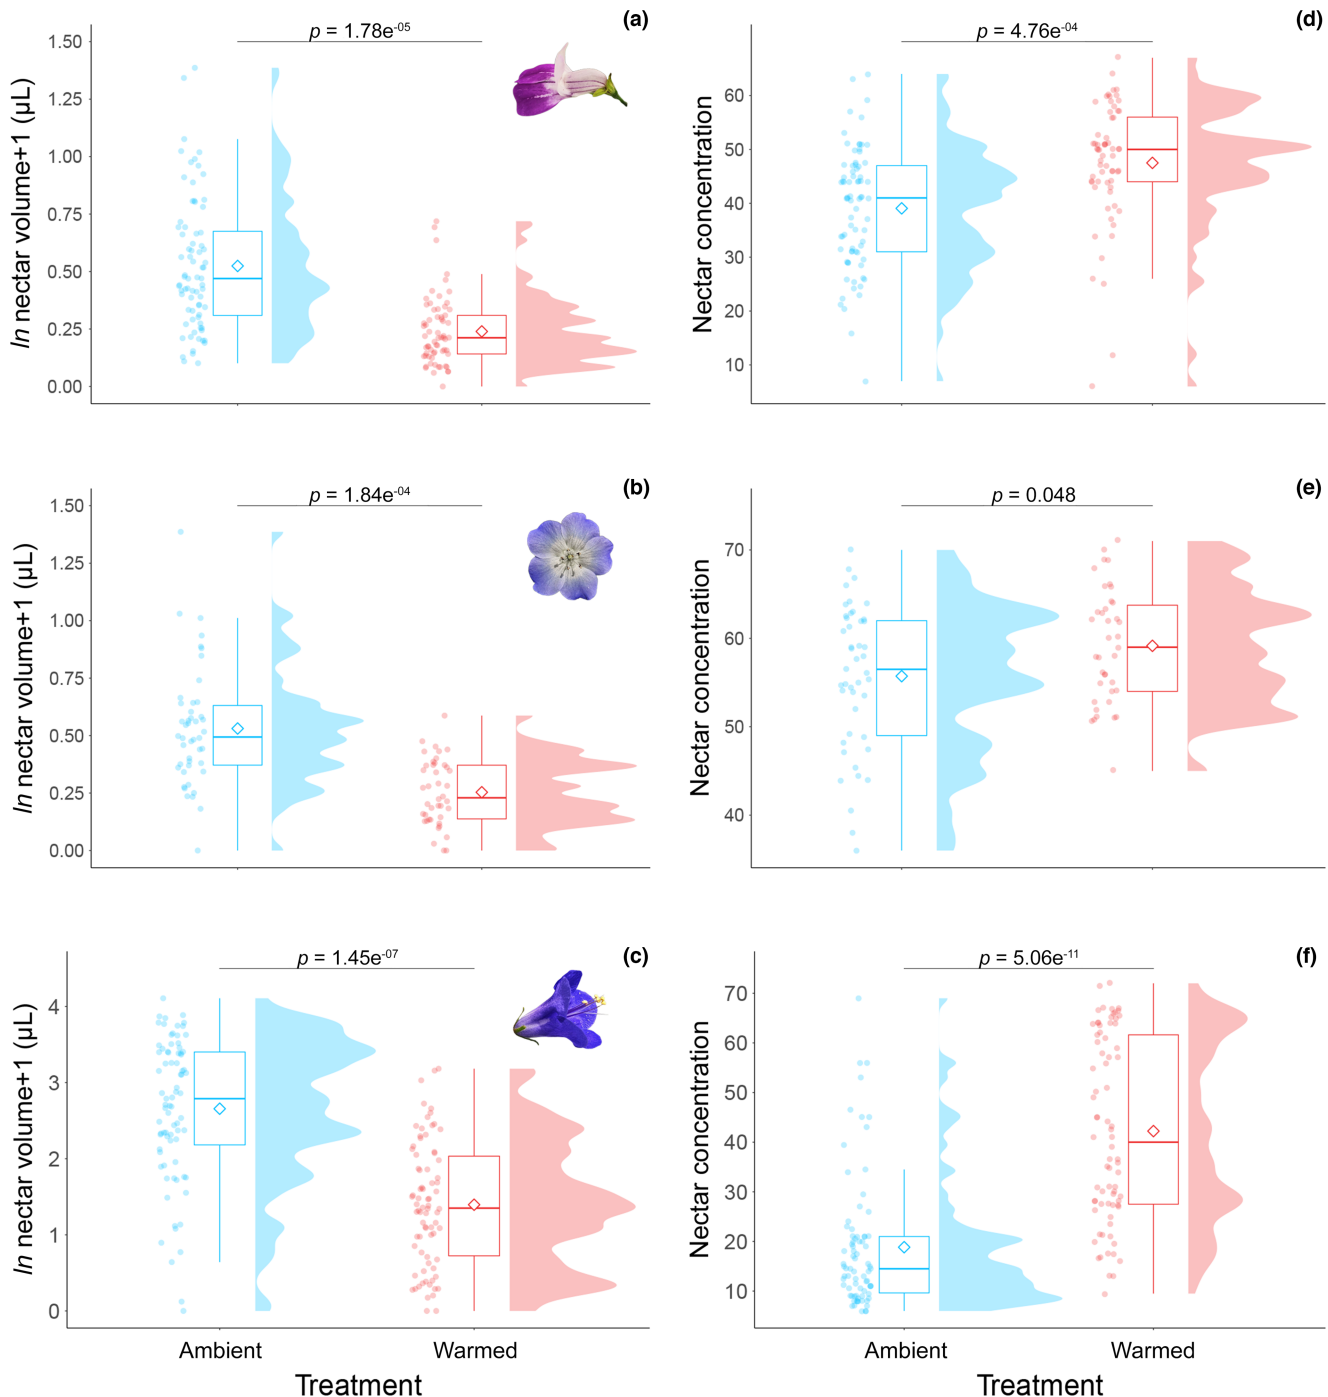 (a)
p = 1.78e-05
ln nectar volume+1 (µL)
1.50
1.25
1.00
0.75
0.50
0.25
0.00
(d)
p = 4.76e-04
Nectar concentration
60
50
40
30
20
10
(b)
p = 1.84e-04
ln nectar volume+1 (µL)
1.50
1.25
1.00
0.75
0.50
0.25
0.00
(e)
p = 0.048
Nectar concentration
70
60
50
40
(c)
p = 1.45e-07
ln nectar volume+1 (µL)
4
3
2
1
0
Ambient Warmed
Treatment
(f)
p = 5.06e-11
Nectar concentration
70
60
50
40
30
20
10
Ambient Warmed
Treatment